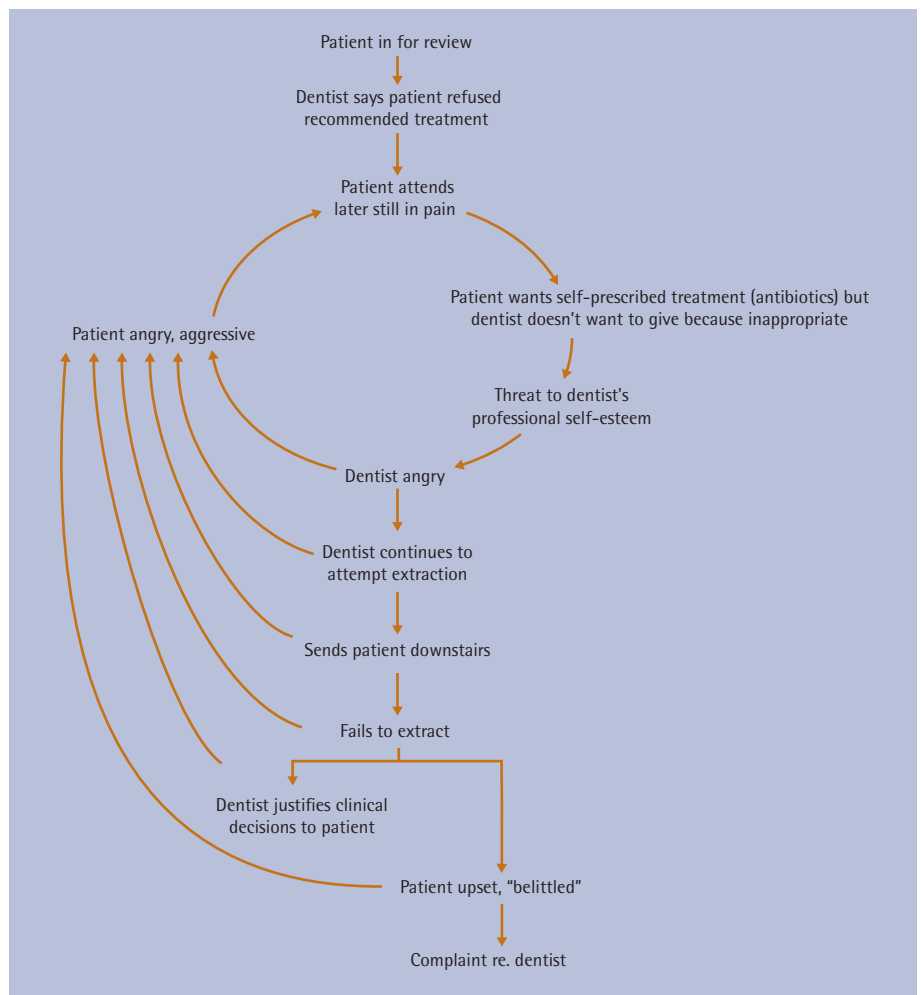 Patient in for review
Dentist says patient refused
recommended treatment
Patient attends
later still in pain
Patient wants self-prescribed treatment (antibiotics) but
dentist doesn't want to give because inappropriate
Patient angry, aggressive
Threat to dentist's
professional self-esteem
Dentist angry
Dentist continues to
attempt extraction
Sends patient downstairs
Fails to extract
Dentist justifies clinical
decisions to patient
Patient upset, “belittled”
Complaint re. dentist